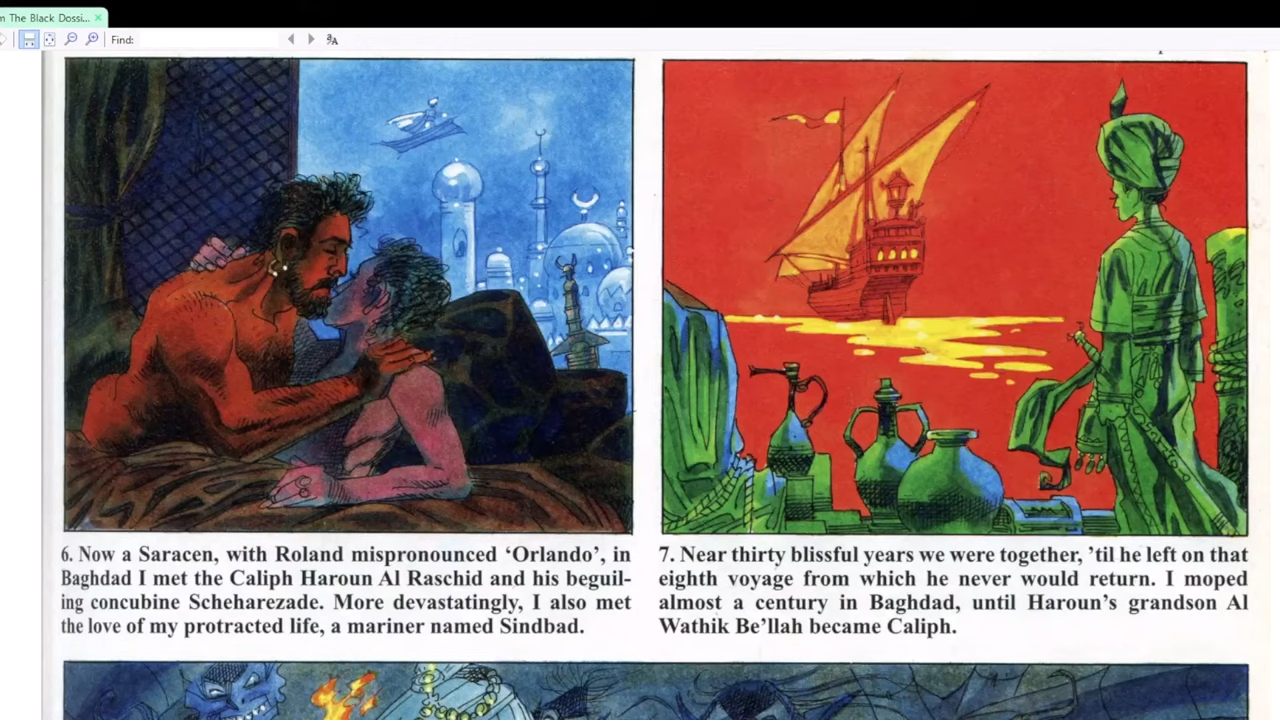 m The Black Dossi...
Find:
6. Now a Saracen, with Roland mispronounced ‘Orlando’, in
Baghdad I met the Caliph Haroun Al Raschid and his beguil-
ing concubine Scheharezade. More devastatingly, I also met
the love of my protracted life, a mariner named Sindbad.
7. Near thirty blissful years we were together, ’til he left on that
eighth voyage from which he never would return. I moped
almost a century in Baghdad, until Haroun’s grandson Al
Wathik Be’llah became Caliph.